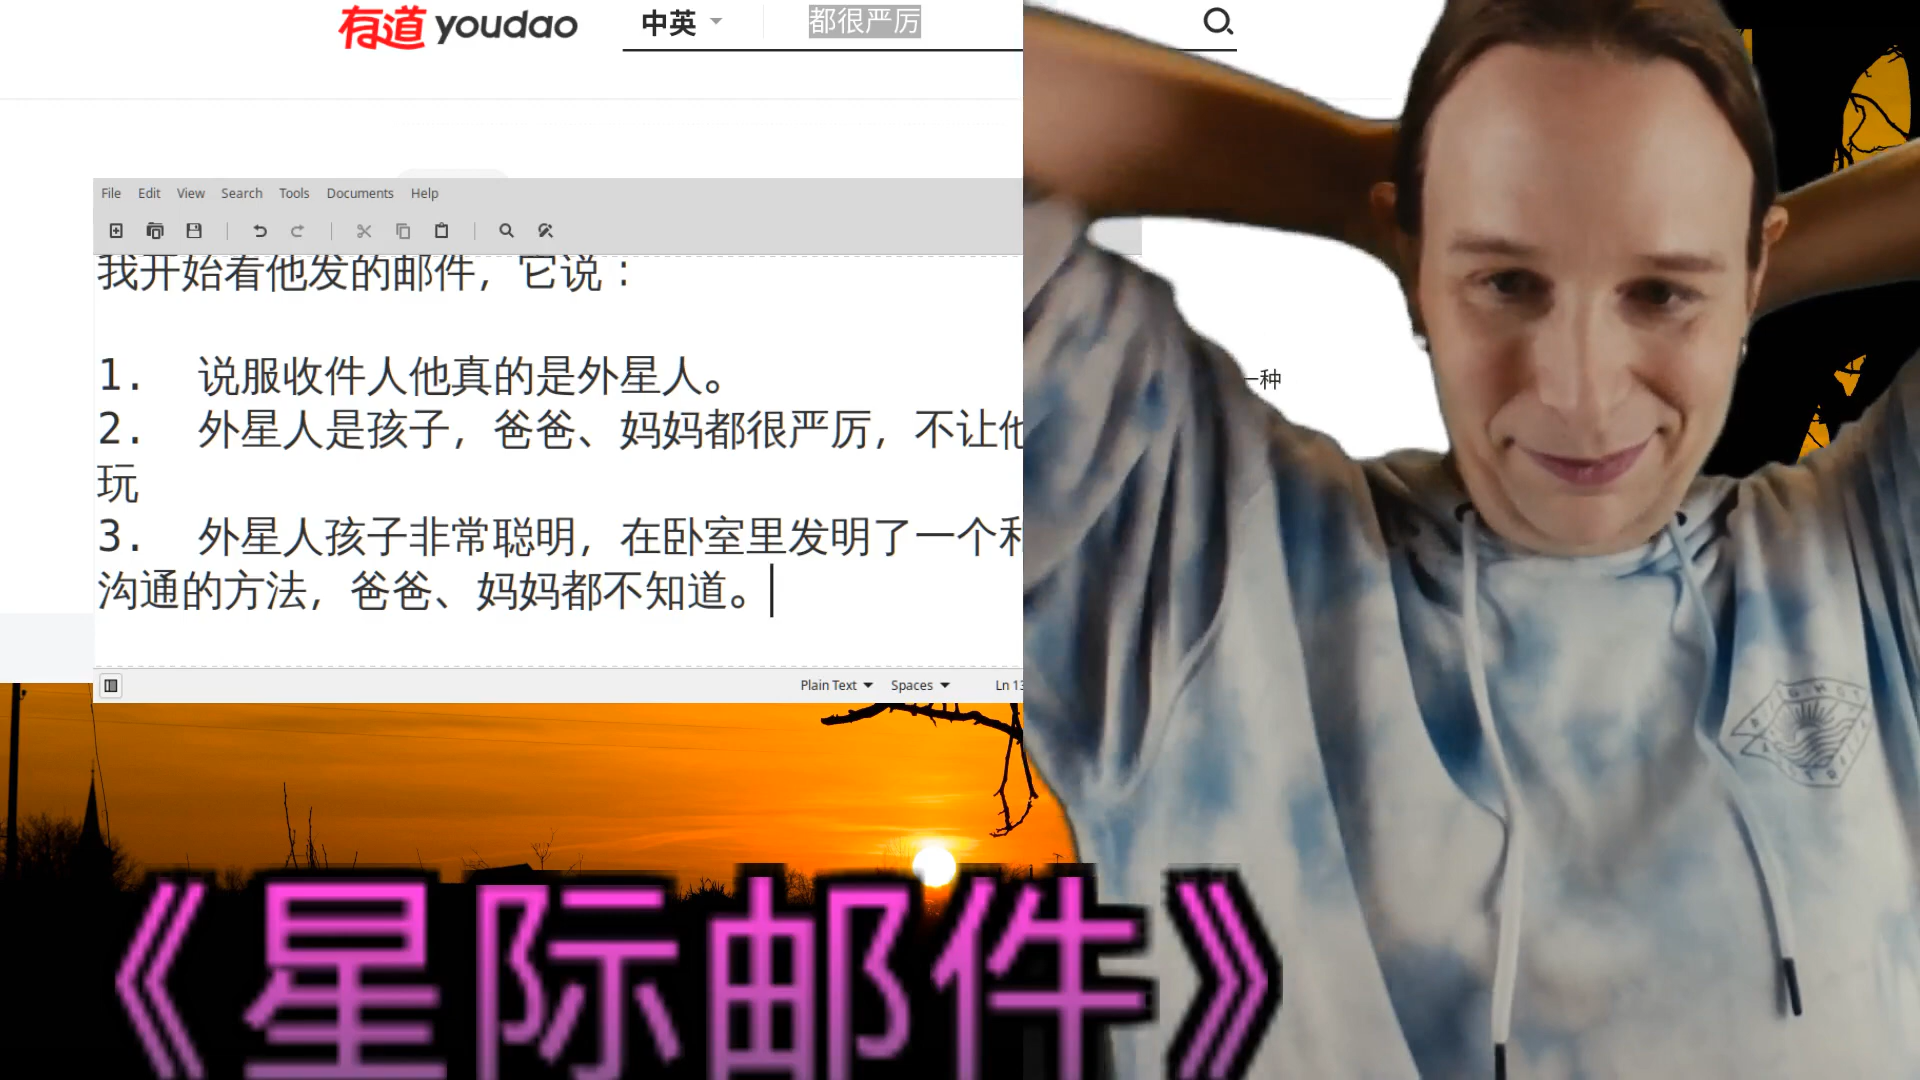 有道 youdao
中英
都很严厉
File Edit View Search Tools Documents Help
我开始看他发的邮件，它说：
1. 说服收件人他真的是外星人。
2. 外星人是孩子，爸爸、妈妈都很严厉，不让他
玩
3. 外星人孩子非常聪明，在卧室里发明了一个和
沟通的方法，爸爸、妈妈都不知道。
一种
Plain Text Spaces Ln 13
《星际邮件》